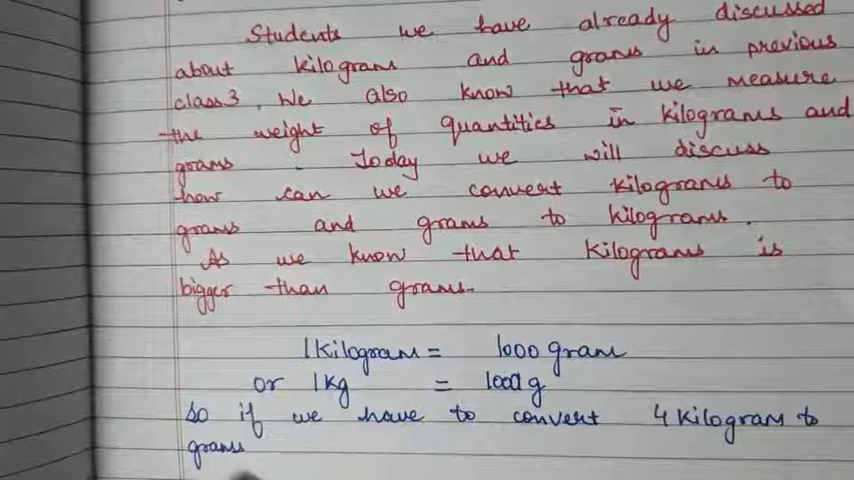 Students we have already discussed
about kilograms and grams in previous
class 3. We also know that we measure
the weight of quantities in kilograms and
grams . Today we will discuss
how can we convert kilograms to
grams and grams to kilograms.
As we know that kilograms is
bigger than grams.
1 Kilogram = 1000 gram
or 1 Kg = 1000 g
So if we have to convert 4 Kilogram to
grams